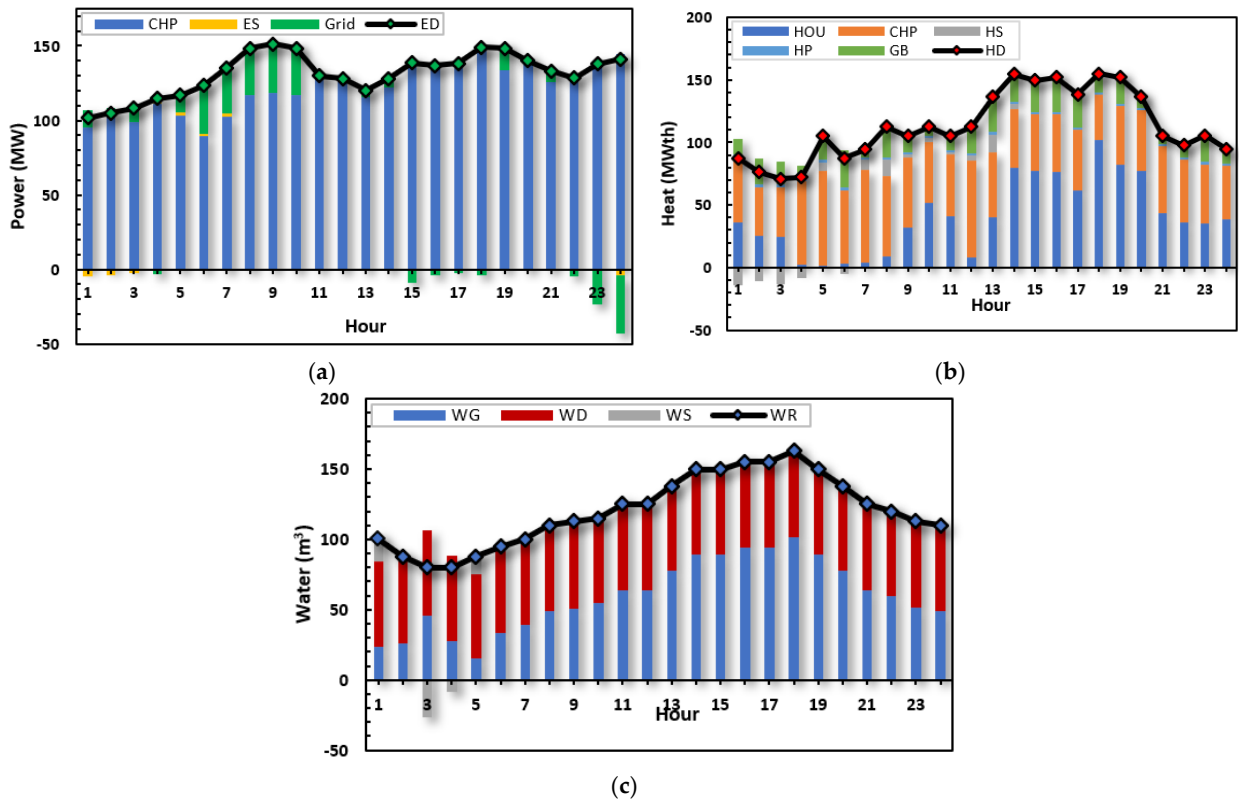 CHP ES Grid ED
Power (MW)
150
100
50
0
-50
1 3 5 7 9 11 13 15 17 19 21 23
Hour
(a)
HOU CHP HS
HP GB HD
Heat (MWth)
200
150
100
50
0
-50
1 3 5 7 9 11 13 15 17 19 21 23
Hour
(b)
WG WD WS WR
Water (m³)
200
150
100
50
0
-50
1 3 5 7 9 11 13 15 17 19 21 23
Hour
(c)